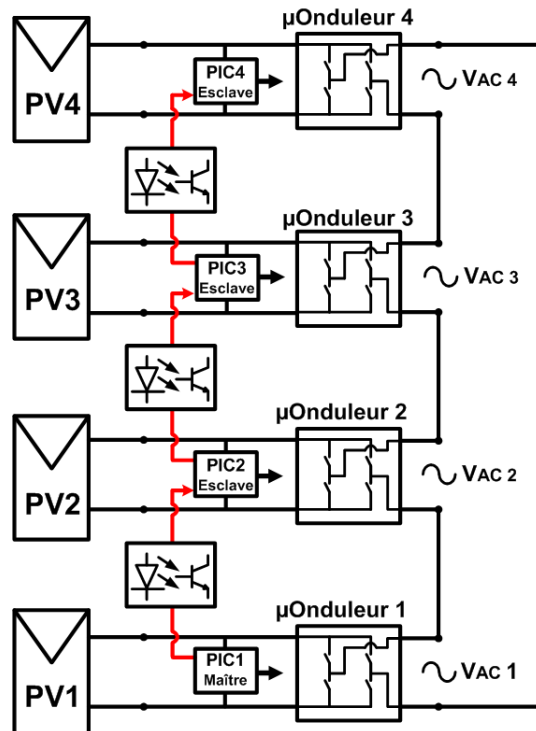 µOnduleur 4
PV4
PIC4
Esclave
VAC 4
µOnduleur 3
PV3
PIC3
Esclave
VAC 3
µOnduleur 2
PV2
PIC2
Esclave
VAC 2
µOnduleur 1
PV1
PIC1
Maître
VAC 1